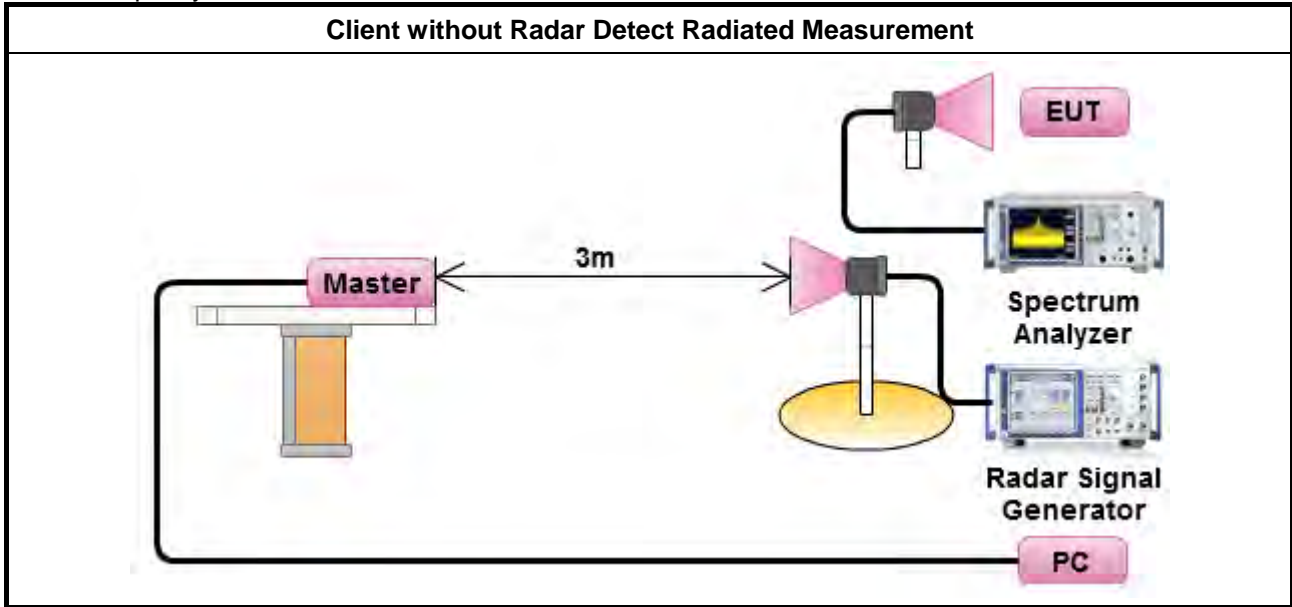 Client without Radar Detect Radiated Measurement
EUT
3m
Master
Spectrum
Analyzer
Radar Signal
Generator
PC